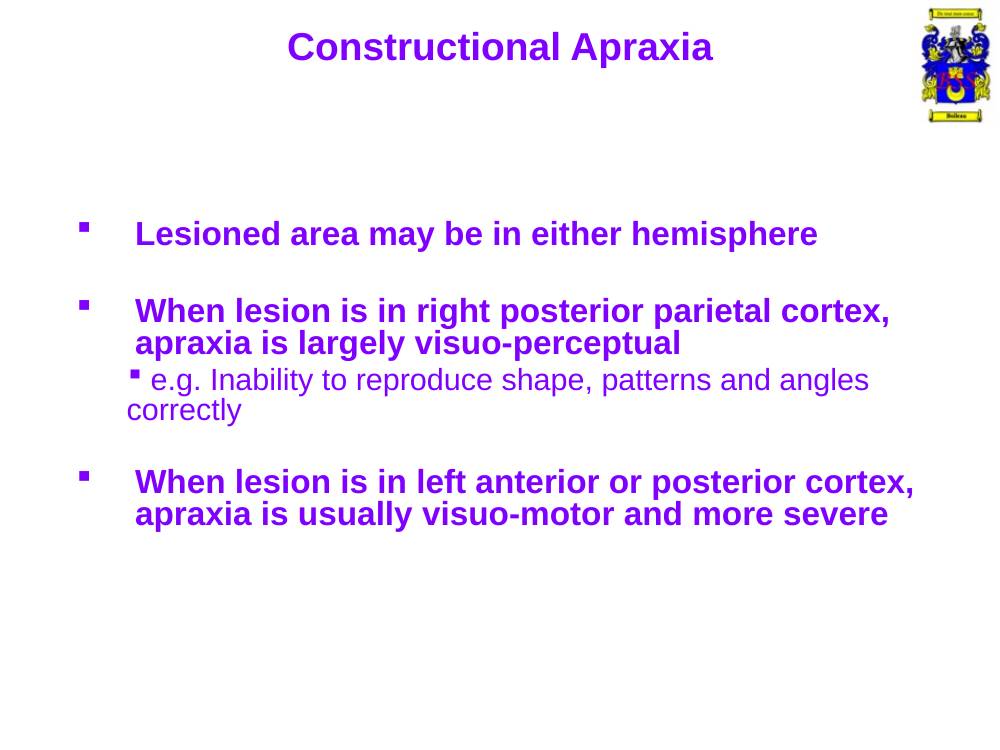 Constructional Apraxia
Boileau
▪ Lesioned area may be in either hemisphere
▪ When lesion is in right posterior parietal cortex,
apraxia is largely visuo-perceptual
▪ e.g. Inability to reproduce shape, patterns and angles
correctly
▪ When lesion is in left anterior or posterior cortex,
apraxia is usually visuo-motor and more severe